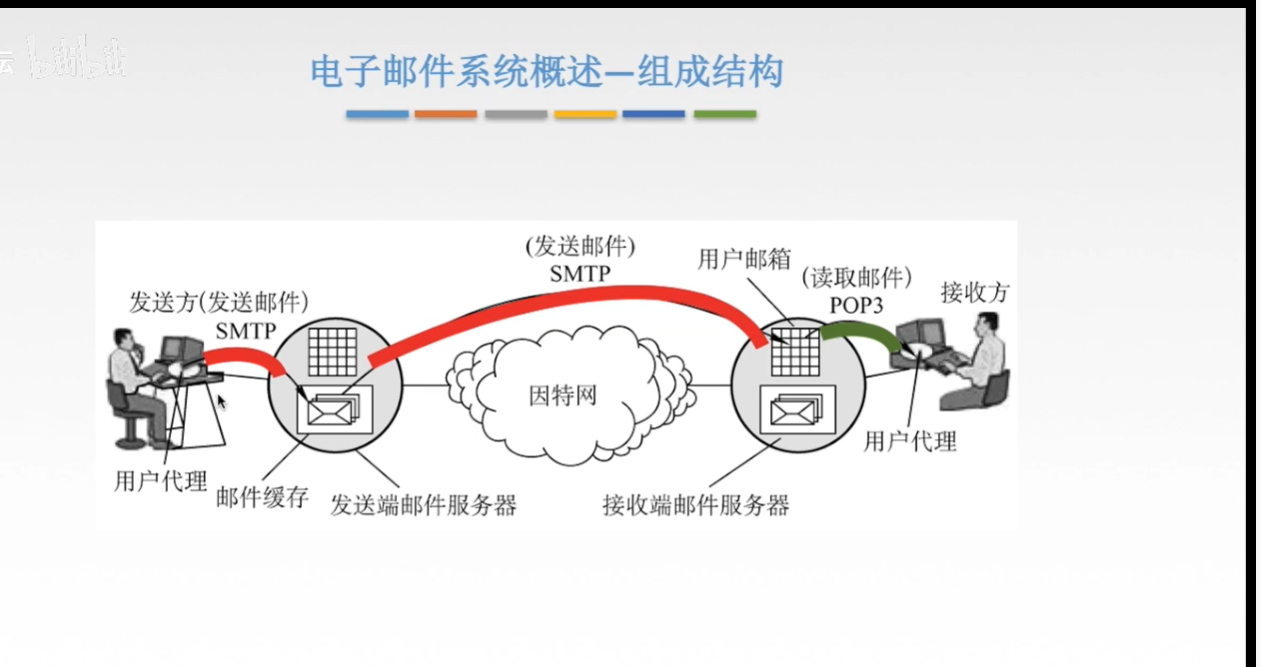 云 bilibili
电子邮件系统概述—组成结构
(发送邮件)
SMTP
用户邮箱
(读取邮件)
POP3
接收方
发送方(发送邮件)
SMTP
因特网
用户代理
用户代理
邮件缓存
发送端邮件服务器
接收端邮件服务器